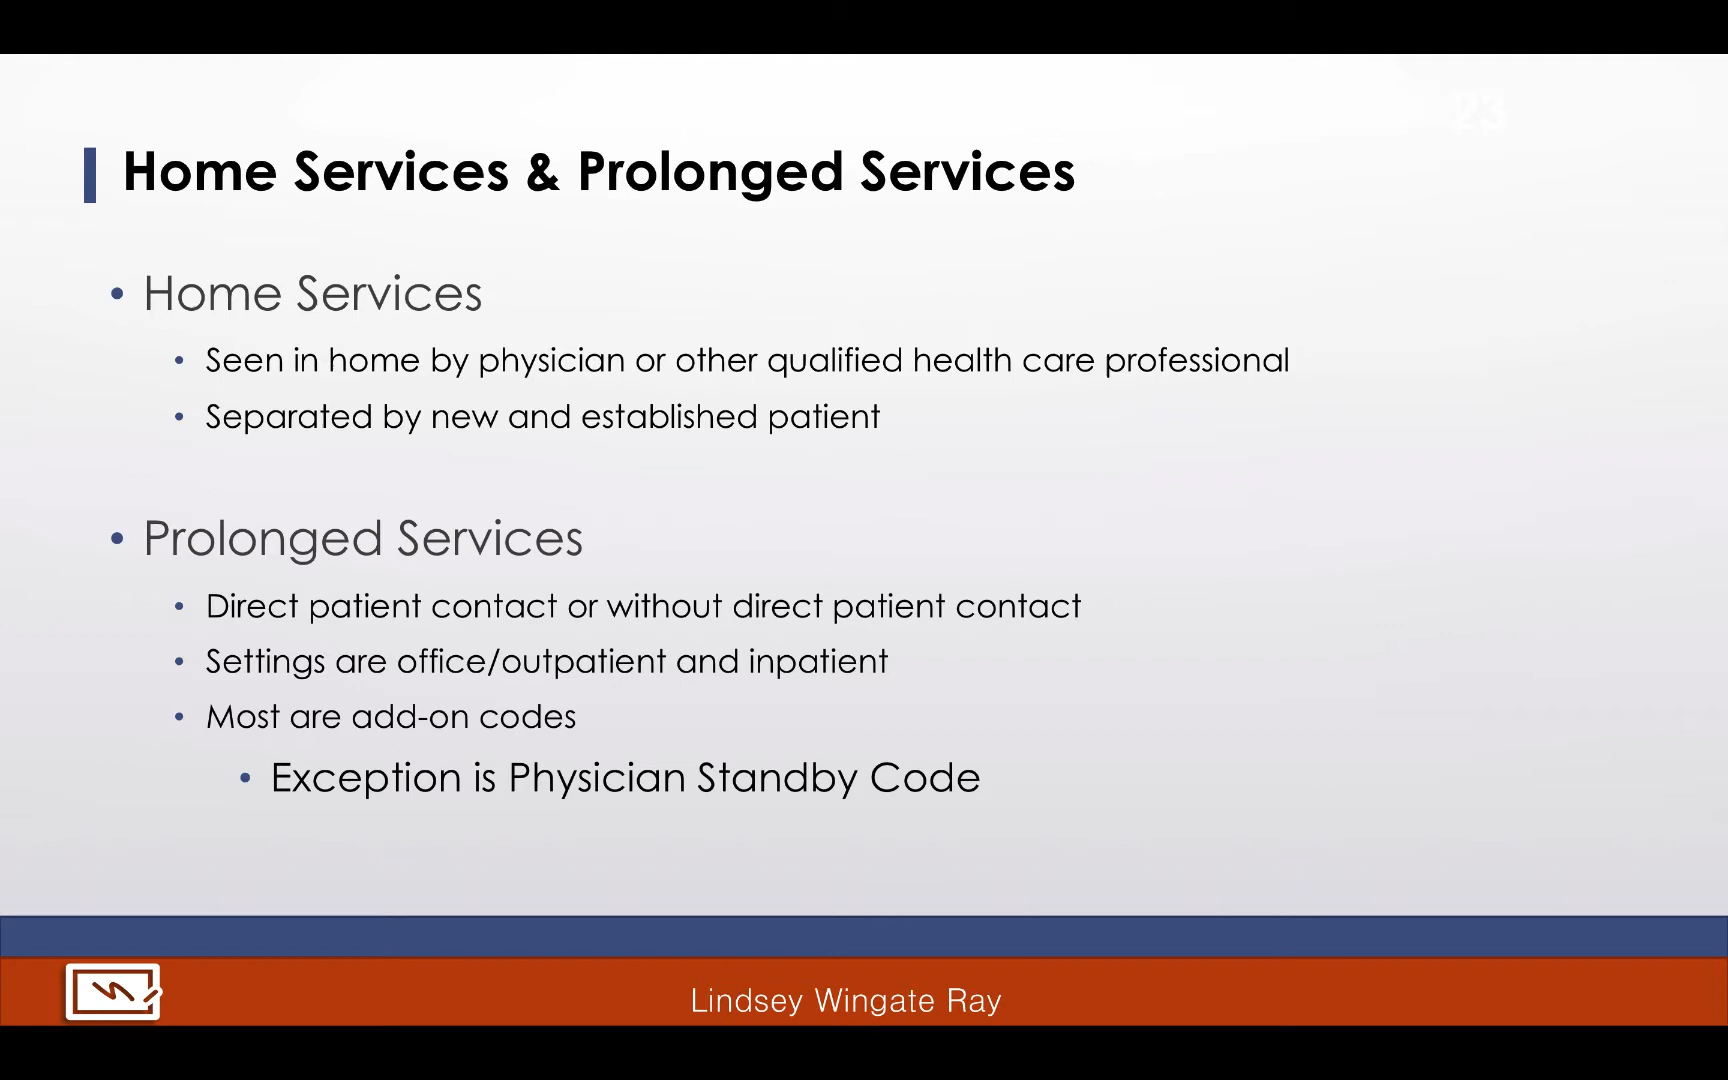 23
Home Services & Prolonged Services
• Home Services
• Seen in home by physician or other qualified health care professional
• Separated by new and established patient
• Prolonged Services
• Direct patient contact or without direct patient contact
• Settings are office/outpatient and inpatient
• Most are add-on codes
• Exception is Physician Standby Code
Lindsey Wingate Ray